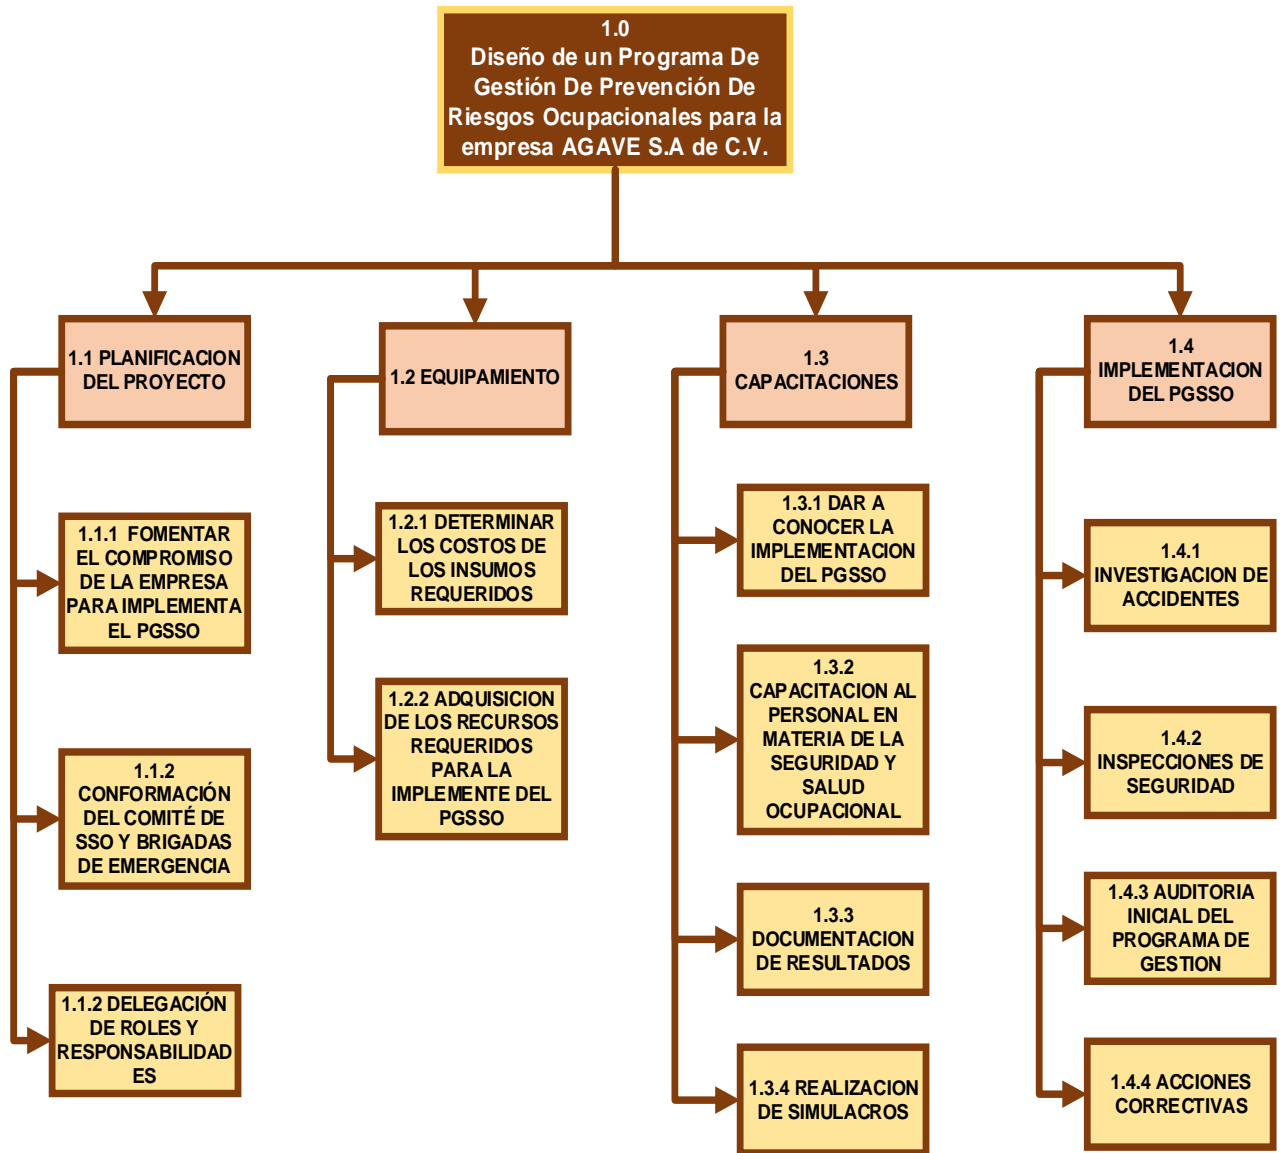 1.0
Diseño de un Programa De
Gestión De Prevención De
Riesgos Ocupacionales para la
empresa AGAVE S.A de C.V.
1.1 PLANIFICACION
DEL PROYECTO
1.1.1 FOMENTAR
EL COMPROMISO
DE LA EMPRESA
PARA IMPLEMENTA
EL PGSSO
1.1.2
CONFORMACIÓN
DEL COMITÉ DE
SSO Y BRIGADAS
DE EMERGENCIA
1.1.2 DELEGACIÓN
DE ROLES Y
RESPONSABILIDAD
ES
1.2 EQUIPAMIENTO
1.2.1 DETERMINAR
LOS COSTOS DE
LOS INSUMOS
REQUERIDOS
1.2.2 ADQUISICION
DE LOS RECURSOS
REQUERIDOS
PARA LA
IMPLEMENTE DEL
PGSSO
1.3
CAPACITACIONES
1.3.1 DAR A
CONOCER LA
IMPLEMENTACION
DEL PGSSO
1.3.2
CAPACITACION AL
PERSONAL EN
MATERIA DE LA
SEGURIDAD Y
SALUD
OCUPACIONAL
1.3.3
DOCUMENTACION
DE RESULTADOS
1.3.4 REALIZACION
DE SIMULACROS
1.4
IMPLEMENTACION
DEL PGSSO
1.4.1
INVESTIGACION DE
ACCIDENTES
1.4.2
INSPECCIONES DE
SEGURIDAD
1.4.3 AUDITORIA
INICIAL DEL
PROGRAMA DE
GESTION
1.4.4 ACCIONES
CORRECTIVAS